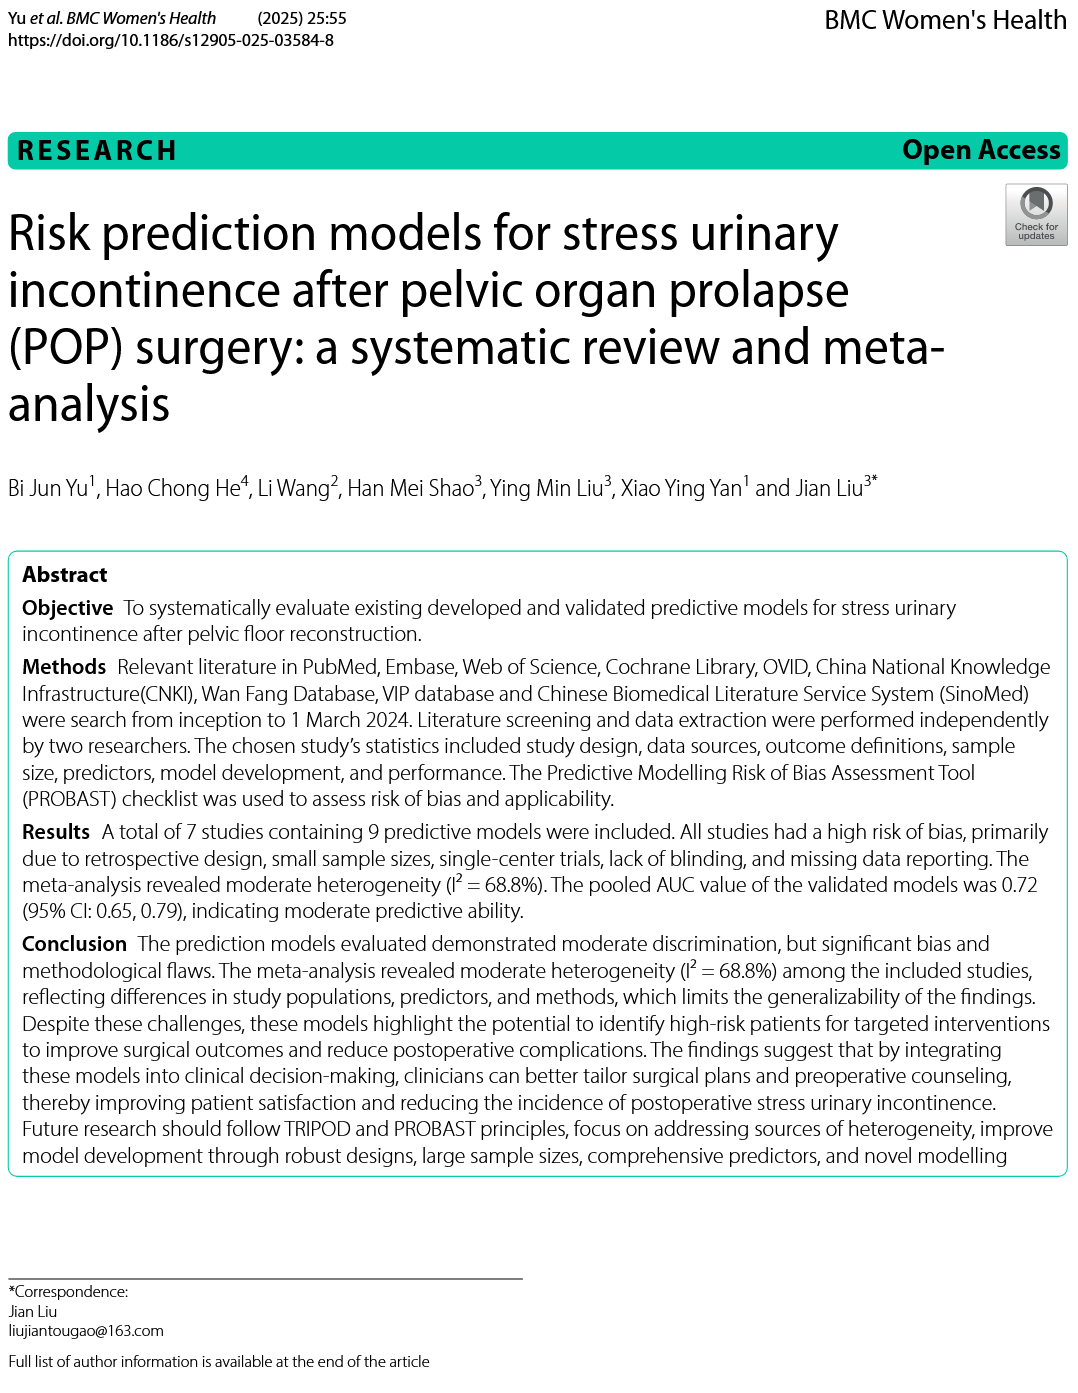 Yu et al. BMC Women's Health (2025) 25:55
https://doi.org/10.1186/s12905-025-03584-8
BMC Women's Health
RESEARCH Open Access
Check for
updates
Risk prediction models for stress urinary
incontinence after pelvic organ prolapse
(POP) surgery: a systematic review and meta-
analysis
Bi Jun Yu1, Hao Chong He4, Li Wang2, Han Mei Shao3, Ying Min Liu3, Xiao Ying Yan1 and Jian Liu3*
Abstract
Objective To systematically evaluate existing developed and validated predictive models for stress urinary
incontinence after pelvic floor reconstruction.
Methods Relevant literature in PubMed, Embase, Web of Science, Cochrane Library, OVID, China National Knowledge
Infrastructure(CNKI), Wan Fang Database, VIP database and Chinese Biomedical Literature Service System (SinoMed)
were search from inception to 1 March 2024. Literature screening and data extraction were performed independently
by two researchers. The chosen study's statistics included study design, data sources, outcome definitions, sample
size, predictors, model development, and performance. The Predictive Modelling Risk of Bias Assessment Tool
(PROBAST) checklist was used to assess risk of bias and applicability.
Results A total of 7 studies containing 9 predictive models were included. All studies had a high risk of bias, primarily
due to retrospective design, small sample sizes, single-center trials, lack of blinding, and missing data reporting. The
meta-analysis revealed moderate heterogeneity (I² = 68.8%). The pooled AUC value of the validated models was 0.72
(95% CI: 0.65, 0.79), indicating moderate predictive ability.
Conclusion The prediction models evaluated demonstrated moderate discrimination, but significant bias and
methodological flaws. The meta-analysis revealed moderate heterogeneity (I² = 68.8%) among the included studies,
reflecting differences in study populations, predictors, and methods, which limits the generalizability of the findings.
Despite these challenges, these models highlight the potential to identify high-risk patients for targeted interventions
to improve surgical outcomes and reduce postoperative complications. The findings suggest that by integrating
these models into clinical decision-making, clinicians can better tailor surgical plans and preoperative counseling,
thereby improving patient satisfaction and reducing the incidence of postoperative stress urinary incontinence.
Future research should follow TRIPOD and PROBAST principles, focus on addressing sources of heterogeneity, improve
model development through robust designs, large sample sizes, comprehensive predictors, and novel modelling
*Correspondence:
Jian Liu
liujiantougao@163.com
Full list of author information is available at the end of the article